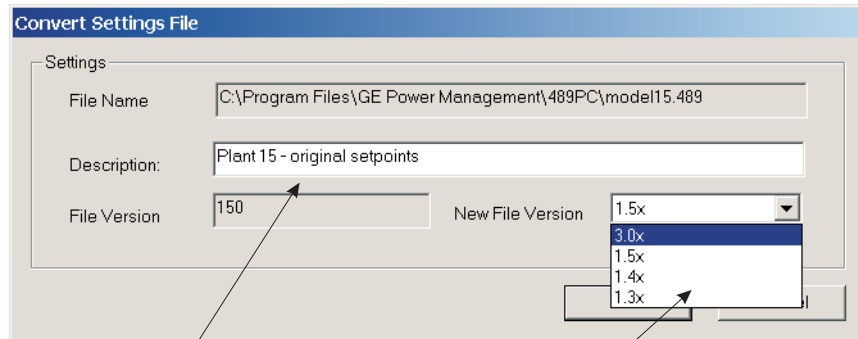 Convert Settings File
Settings
File Name C:\Program Files\GE Power Management\489PC\model15.489
Description: Plant 15 - original setpoints
File Version 150 New File Version 1.5x
3.0x
1.5x
1.4x
1.3x